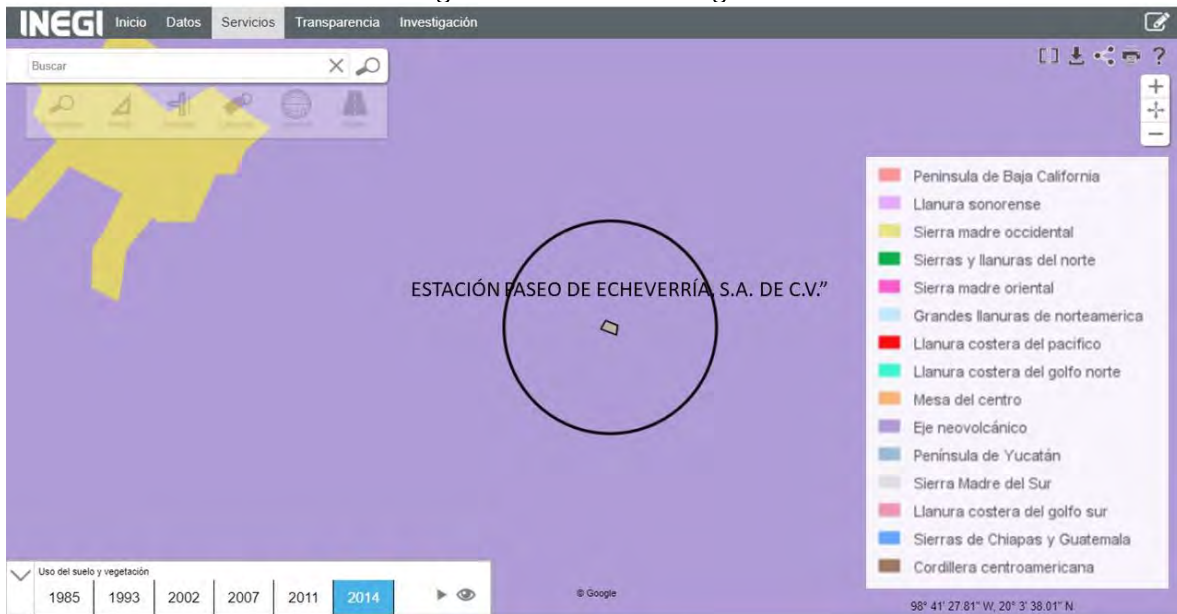 INEGI Inicio Datos Servicios Transparencia Investigación
Buscar
ESTACIÓN PASEO DE ECHEVERRÍA, S.A. DE C.V."
Peninsula de Baja California
Llanura sonorense
Sierra madre occidental
Sierras y llanuras del norte
Sierra madre oriental
Grandes llanuras de norteamerica
Llanura costera del pacifico
Llanura costera del golfo norte
Mesa del centro
Eje neovolcánico
Península de Yucatán
Sierra Madre del Sur
Llanura costera del golfo sur
Sierras de Chiapas y Guatemala
Cordillera centroamericana
Uso del suelo y vegetación
1985 1993 2002 2007 2011 2014
© Google
98° 41' 27.81" W, 20° 3' 38.01" N